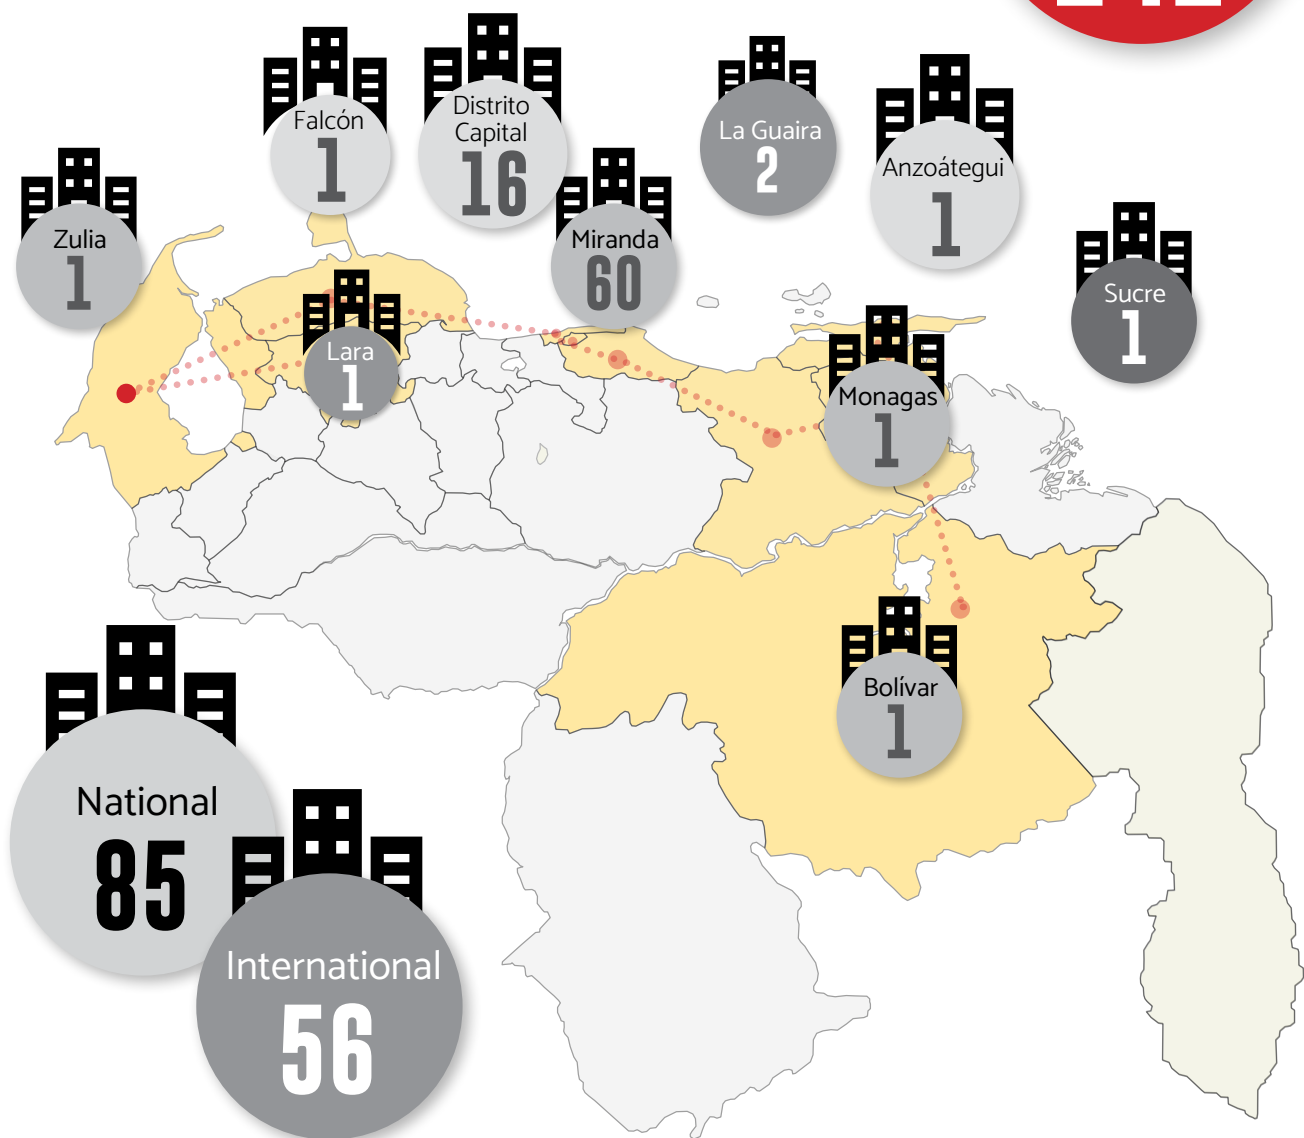 Falcón
1
Distrito
Capital
16
La Guaira
2
Anzoátegui
1
Zulia
1
Miranda
60
Sucre
1
Lara
1
Monagas
1
Bolívar
1
National
85
International
56